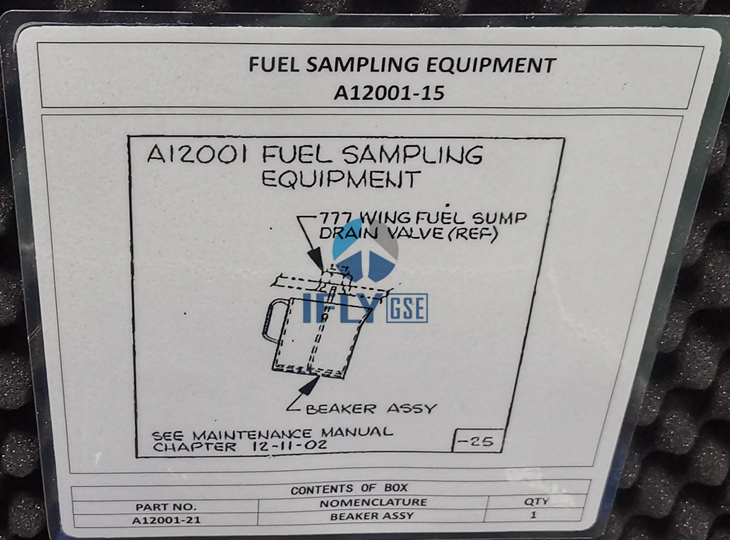 FUEL SAMPLING EQUIPMENT
A12001-15
A12001 FUEL SAMPLING
EQUIPMENT
777 WING FUEL SUMP
DRAIN VALVE (REF)
IFLY GSE
BEAKER ASSY
SEE MAINTENANCE MANUAL
CHAPTER 12-11-02
-25
CONTENTS OF BOX
PART NO. NOMENCLATURE QTY
A12001-21 BEAKER ASSY 1